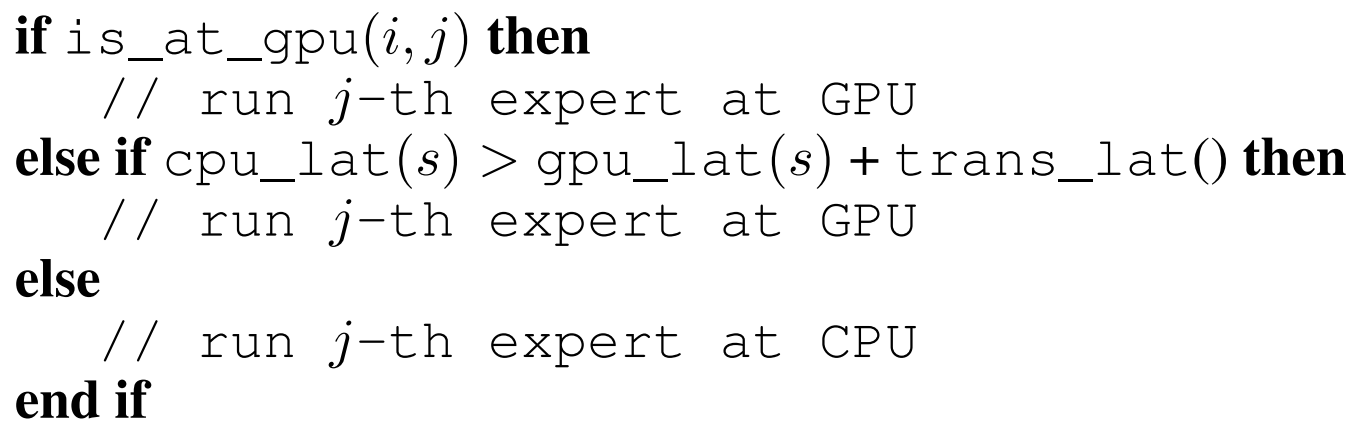 if is_at_gpu(i, j) then
// run j-th expert at GPU
else if cpu_lat(s) > gpu_lat(s) + trans_lat() then
// run j-th expert at GPU
else
// run j-th expert at CPU
end if